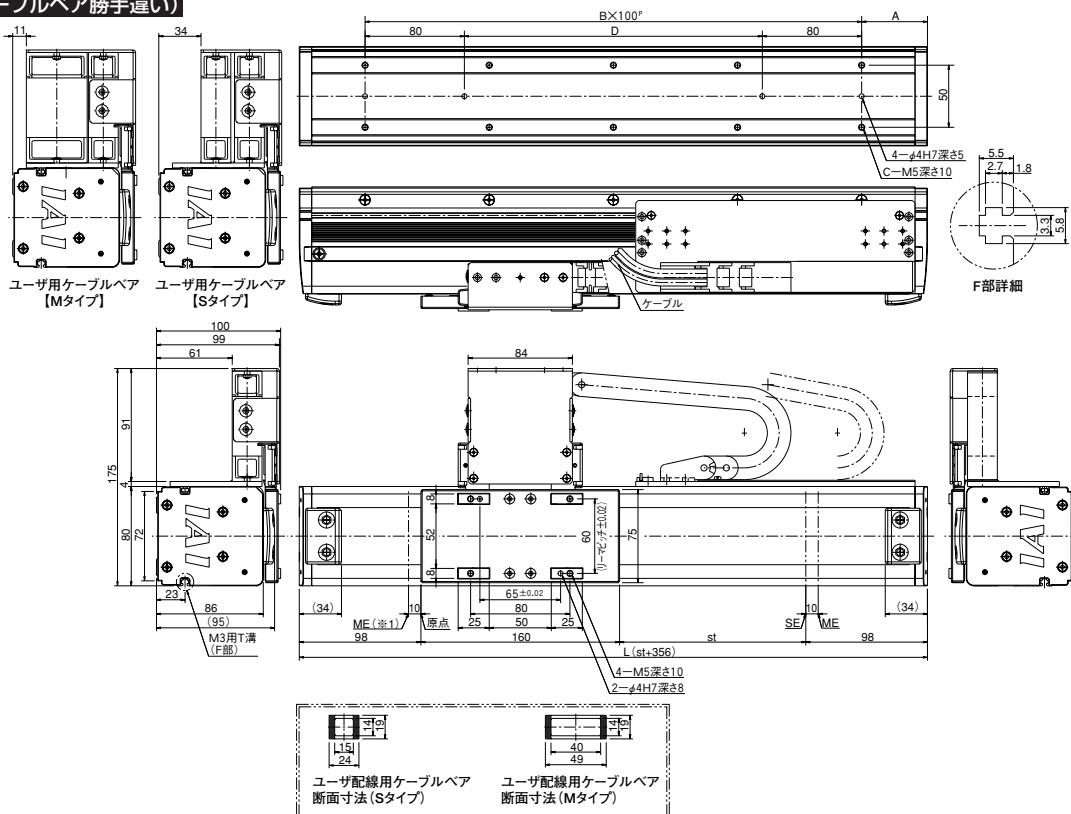 ーブルベア勝手違い)
11
34
B×100ᴾ
A
80
D
80
50
4－φ4H7深さ5
C－M5深さ10
IAI
IAI
ユーザ用ケーブルベア
【Mタイプ】
ユーザ用ケーブルベア
【Sタイプ】
ケーブル
5.5
2.7
1.8
3.3
5.8
F部詳細
100
99
61
84
91
175
4
80
72
IAI
23
86
(95)
M3用T溝
(F部)
8
52
8
60
(リーマピッチ±0.02)
75
65±0.02
80
25
50
25
10
ME(※1)
原点
(34)
98
160
st
SE
10
ME
(34)
98
L(st+356)
4－M5深さ10
2－φ4H7深さ8
IAI
14
19
15
24
14
19
40
49
ユーザ配線用ケーブルベア
断面寸法(Sタイプ)
ユーザ配線用ケーブルベア
断面寸法(Mタイプ)